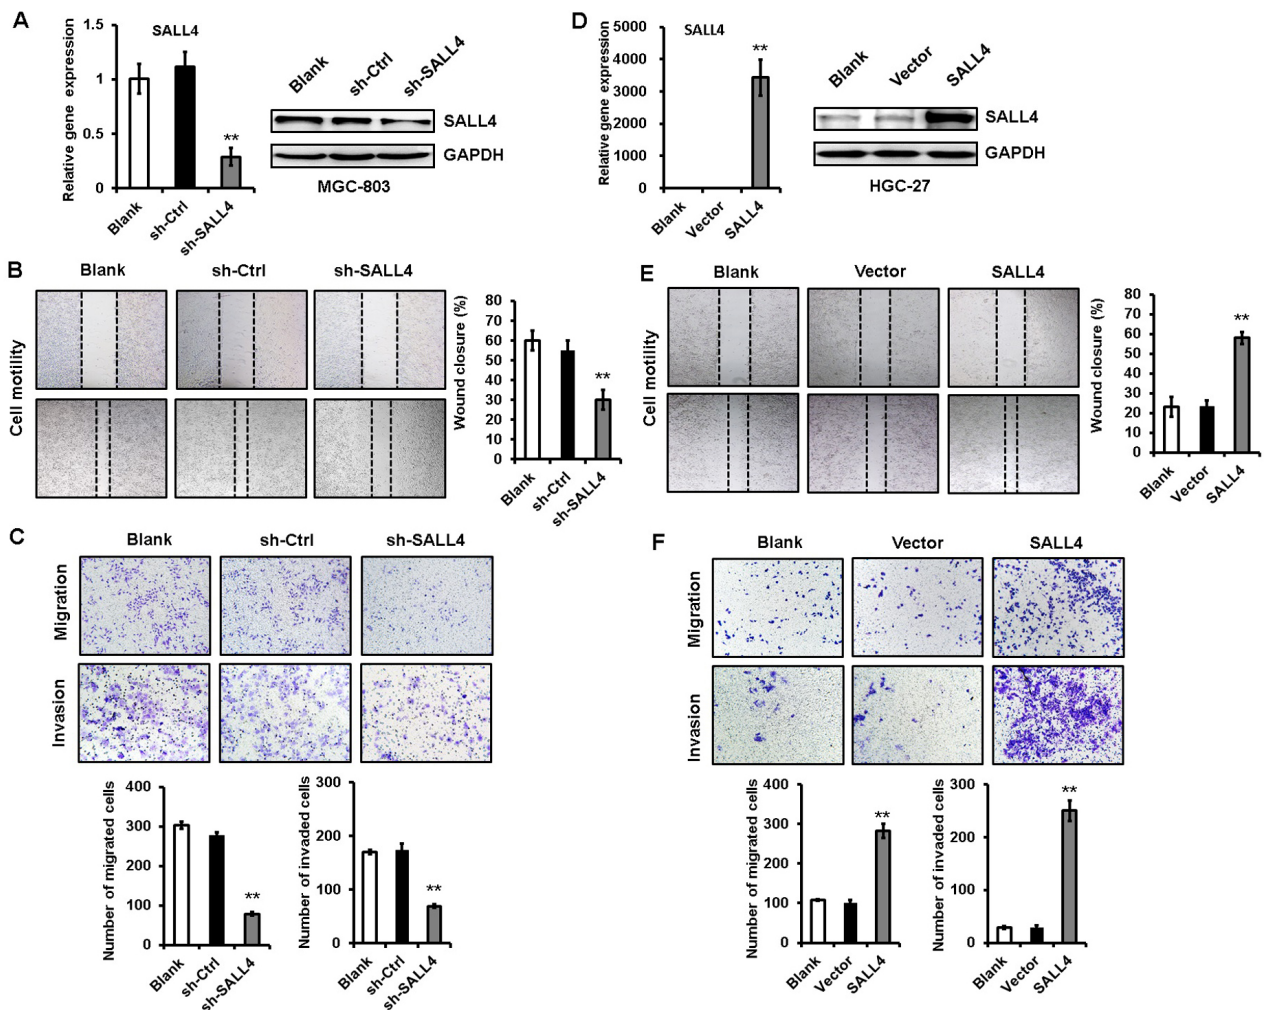 A
SALL4
Relative gene expression
1.5
1
0.5
0
**
Blank
sh-Ctrl
sh-SALL4
Blank
sh-Ctrl
sh-SALL4
SALL4
GAPDH
MGC-803
D
SALL4
Relative gene expression
5000
4000
3000
2000
1000
0
**
Blank
Vector
SALL4
Blank
Vector
SALL4
SALL4
GAPDH
HGC-27
B
Blank
sh-Ctrl
sh-SALL4
Cell motility
Wound closure (%)
80
70
60
50
40
30
20
10
0
**
Blank
sh-Ctrl
sh-SALL4
E
Blank
Vector
SALL4
Cell motility
Wound closure (%)
80
70
60
50
40
30
20
10
0
**
Blank
Vector
SALL4
C
Blank
sh-Ctrl
sh-SALL4
Migration
Invasion
Number of migrated cells
400
300
200
100
0
**
Blank
sh-Ctrl
sh-SALL4
Number of invaded cells
300
200
100
0
**
Blank
sh-Ctrl
sh-SALL4
F
Blank
Vector
SALL4
Migration
Invasion
Number of migrated cells
400
300
200
100
0
**
Blank
Vector
SALL4
Number of invaded cells
300
200
100
0
**
Blank
Vector
SALL4